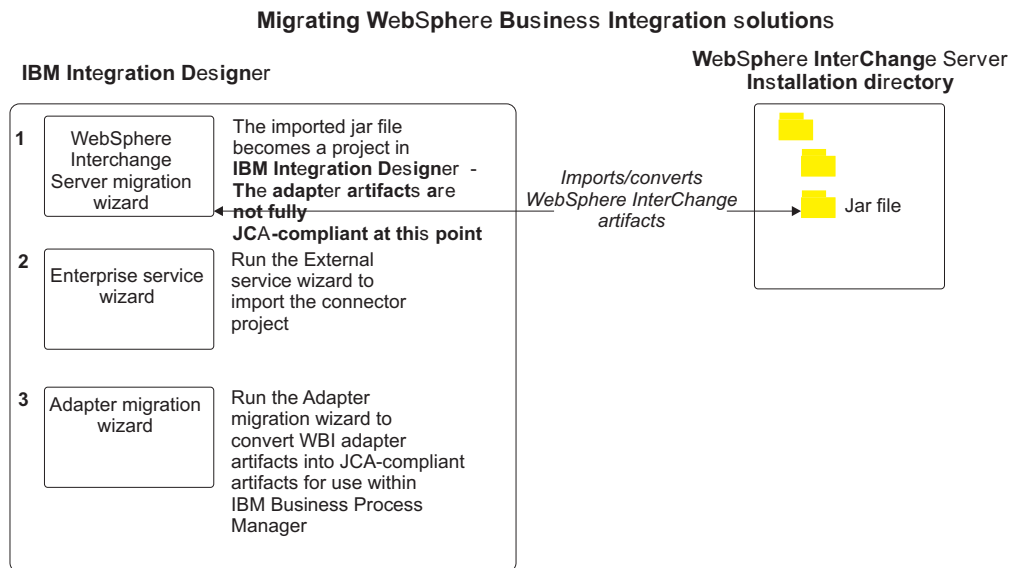 Migrating WebSphere Business Integration solutions
IBM Integration Designer
WebSphere InterChange Server
Installation directory
1
WebSphere
Interchange
Server migration
wizard
The imported jar file
becomes a project in
IBM Integration Designer -
The adapter artifacts are
not fully
JCA-compliant at this point
Imports/converts
WebSphere InterChange
artifacts
Jar file
2
Enterprise service
wizard
Run the External
service wizard to
import the connector
project
3
Adapter migration
wizard
Run the Adapter
migration wizard to
convert WBI adapter
artifacts into JCA-compliant
artifacts for use within
IBM Business Process
Manager